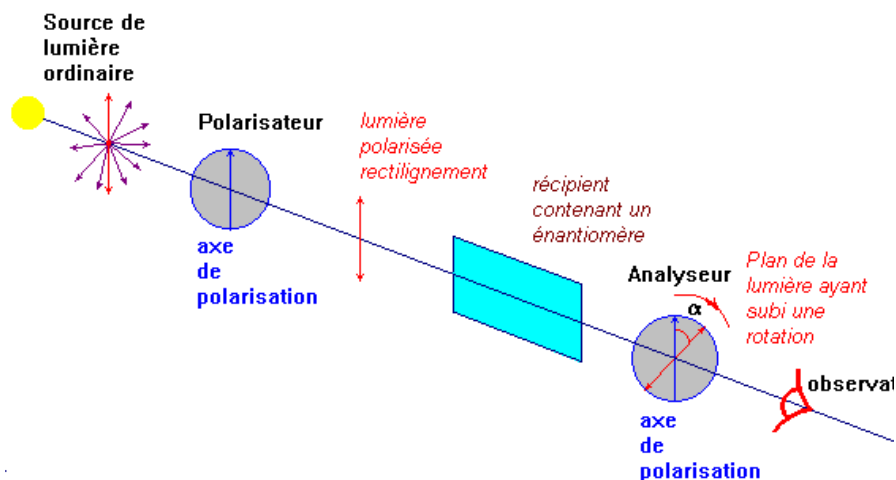 Source de
lumière
ordinaire
Polarisateur
lumière
polarisée
rectilignement
axe
de
polarisation
récipient
contenant un
énantiomère
Analyseur
α
Plan de la
lumière ayant
subi une
rotation
observat
axe
de
polarisation